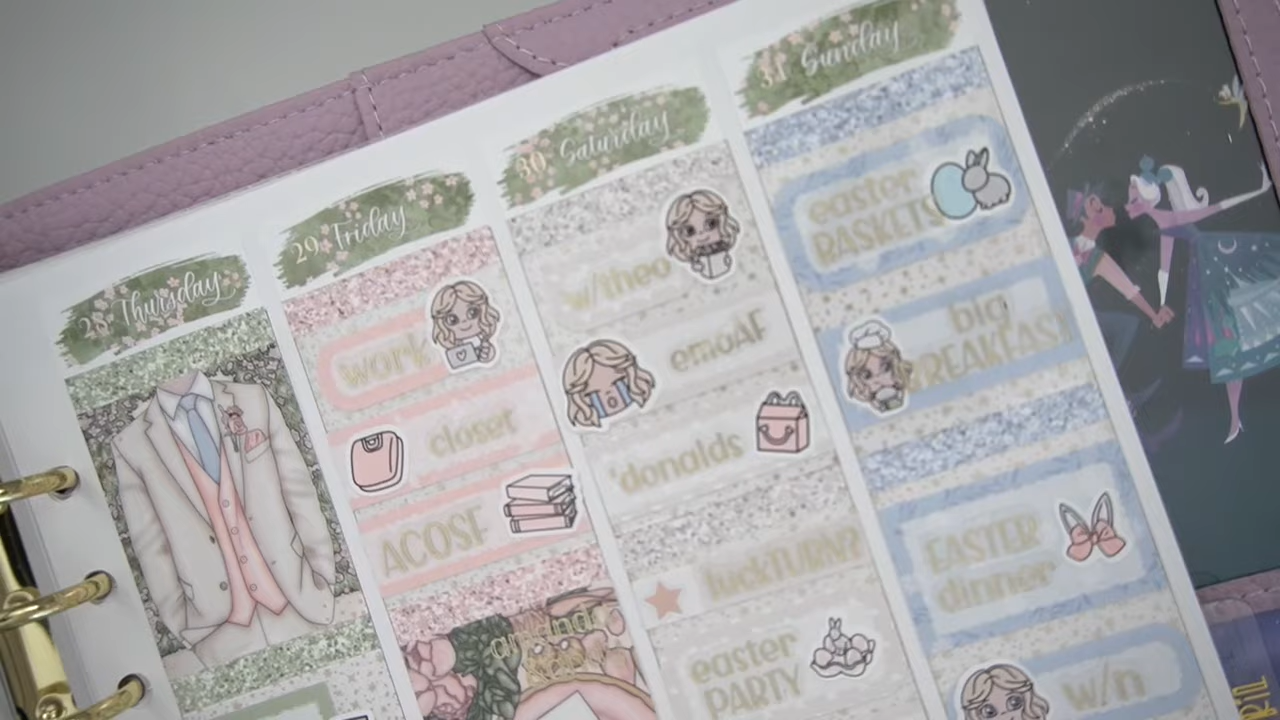 28 Thursday
29 Friday
work
closet
ACOSF
30 Saturday
w/theo
emoAF
'donalds
luckTURN?
easter
PARTY
31 Sunday
easter
BASKETS
big
BREAKFAST
EASTER
dinner
w/n